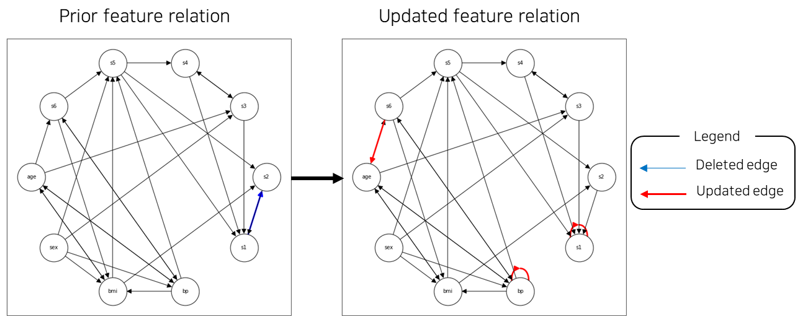 Prior feature relation
Updated feature relation
s5
s4
s6
s3
age
s2
sex
s1
bmi
bp
s5
s4
s6
s3
age
s2
sex
s1
bmi
bp
Legend
Deleted edge
Updated edge